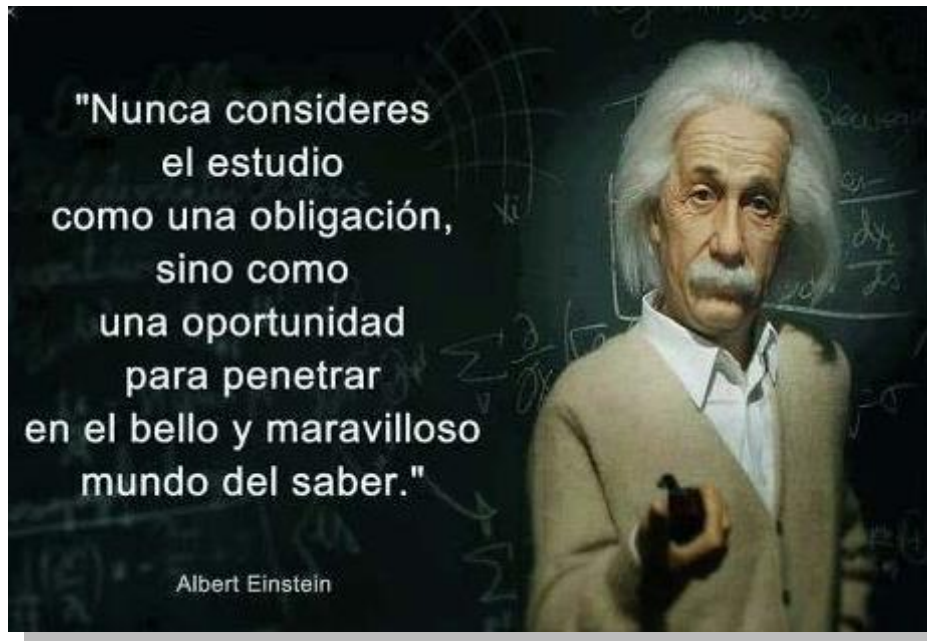 "Nunca consideres
el estudio
como una obligación,
sino como
una oportunidad
para penetrar
en el bello y maravilloso
mundo del saber."
Albert Einstein